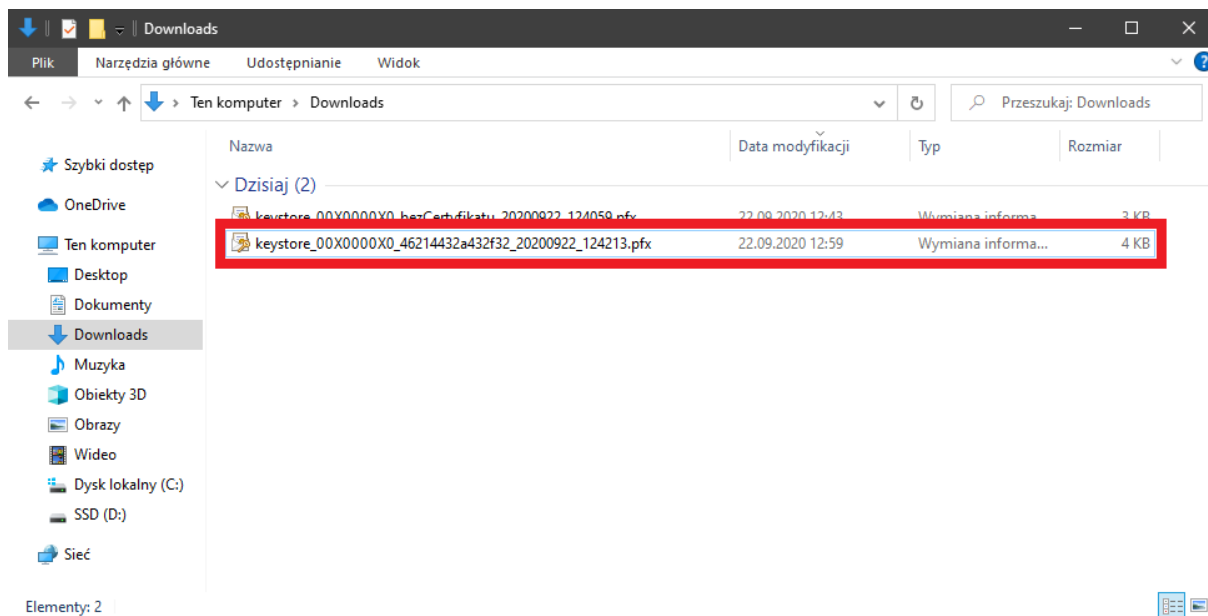 Downloads
Plik Narzędzia główne Udostępnianie Widok ?
Ten komputer > Downloads Przeszukaj: Downloads
Nazwa Data modyfikacji Typ Rozmiar
Szybki dostęp
OneDrive
Ten komputer
Desktop
Dokumenty
Downloads
Muzyka
Obiekty 3D
Obrazy
Wideo
Dysk lokalny (C:)
SSD (D:)
Sieć
Dzisiaj (2)
keystore_00X0000X0_bezCertyfikatu_20200922_124059.pfx 22.09.2020 12:43 Wymiana informa... 3 KB
keystore_00X0000X0_46214432a432f32_20200922_124213.pfx 22.09.2020 12:59 Wymiana informa... 4 KB
Elementy: 2